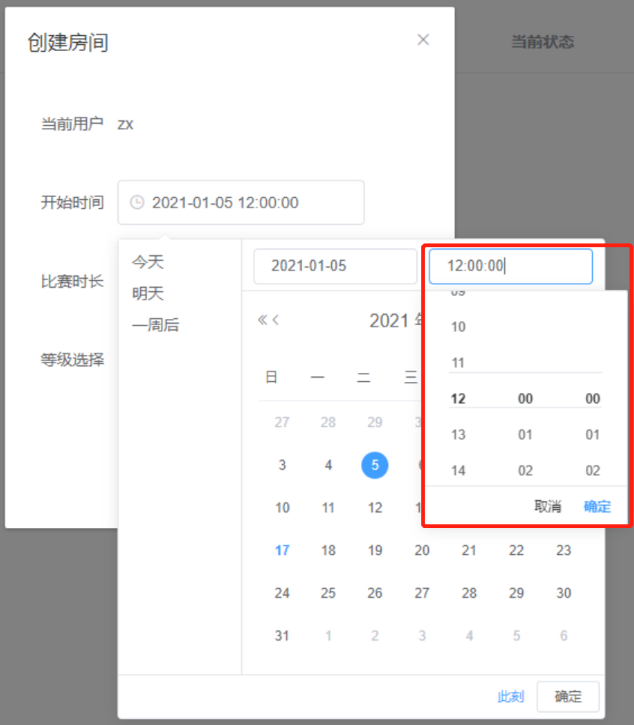 创建房间
当前状态
当前用户 zx
开始时间 2021-01-05 12:00:00
比赛时长
等级选择
今天
明天
一周后
2021-01-05 12:00:00
2021 年
日 一 二 三
27 28 29
3 4 5
10 11 12
17 18 19 20 21 22 23
24 25 26 27 28 29 30
31 1 2 3 4 5 6
09
10
11
12 00 00
13 01 01
14 02 02
取消 确定
此刻 确定